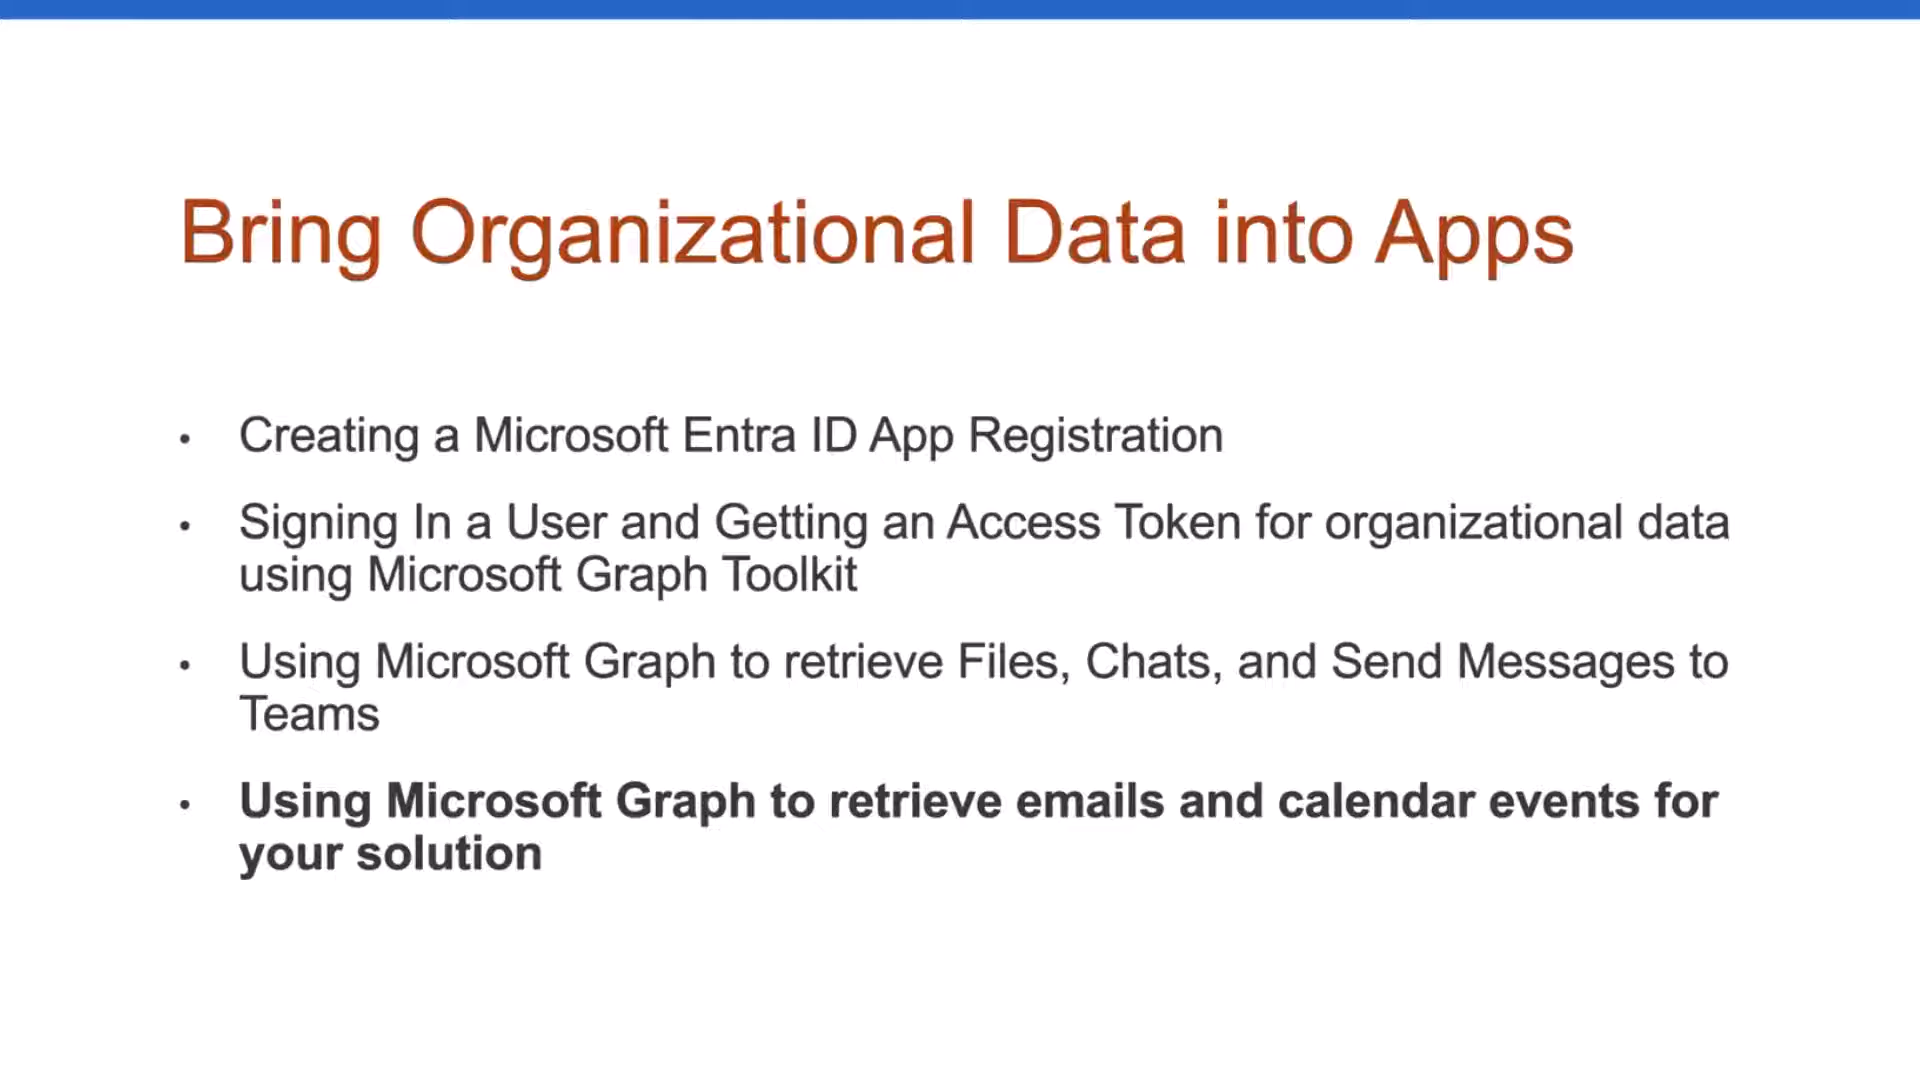 Bring Organizational Data into Apps
• Creating a Microsoft Entra ID App Registration
• Signing In a User and Getting an Access Token for organizational data
using Microsoft Graph Toolkit
• Using Microsoft Graph to retrieve Files, Chats, and Send Messages to
Teams
• Using Microsoft Graph to retrieve emails and calendar events for
your solution